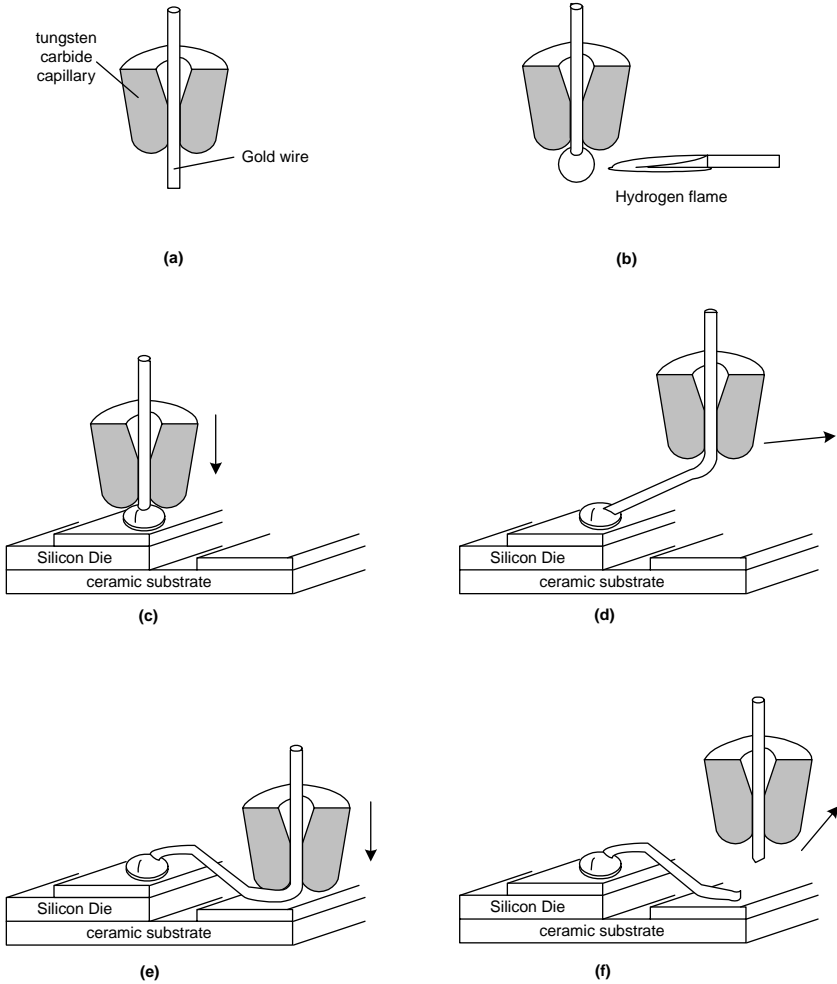 tungsten
carbide
capillary
Gold wire
(a)
Hydrogen flame
(b)
Silicon Die
ceramic substrate
(c)
Silicon Die
ceramic substrate
(d)
Silicon Die
ceramic substrate
(e)
Silicon Die
ceramic substrate
(f)